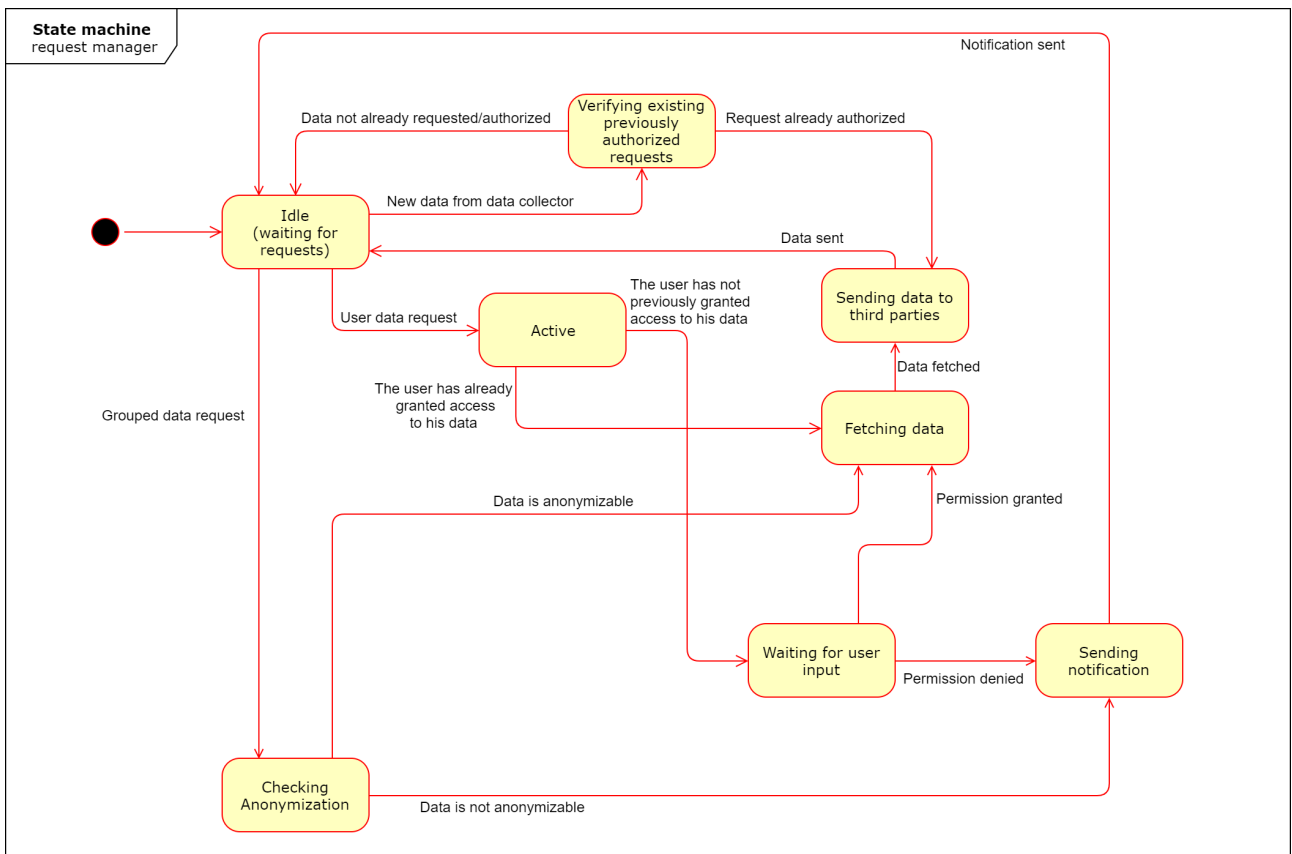 State machine
request manager
Notification sent
Verifying existing
previously
authorized
requests
Data not already requested/authorized
Request already authorized
New data from data collector
Idle
(waiting for
requests)
Data sent
The user has not
previously granted
access to his data
Sending data to
third parties
User data request
Active
Data fetched
The user has already
granted access
to his data
Grouped data request
Fetching data
Data is anonymizable
Permission granted
Waiting for user
input
Permission denied
Sending
notification
Checking
Anonymization
Data is not anonymizable